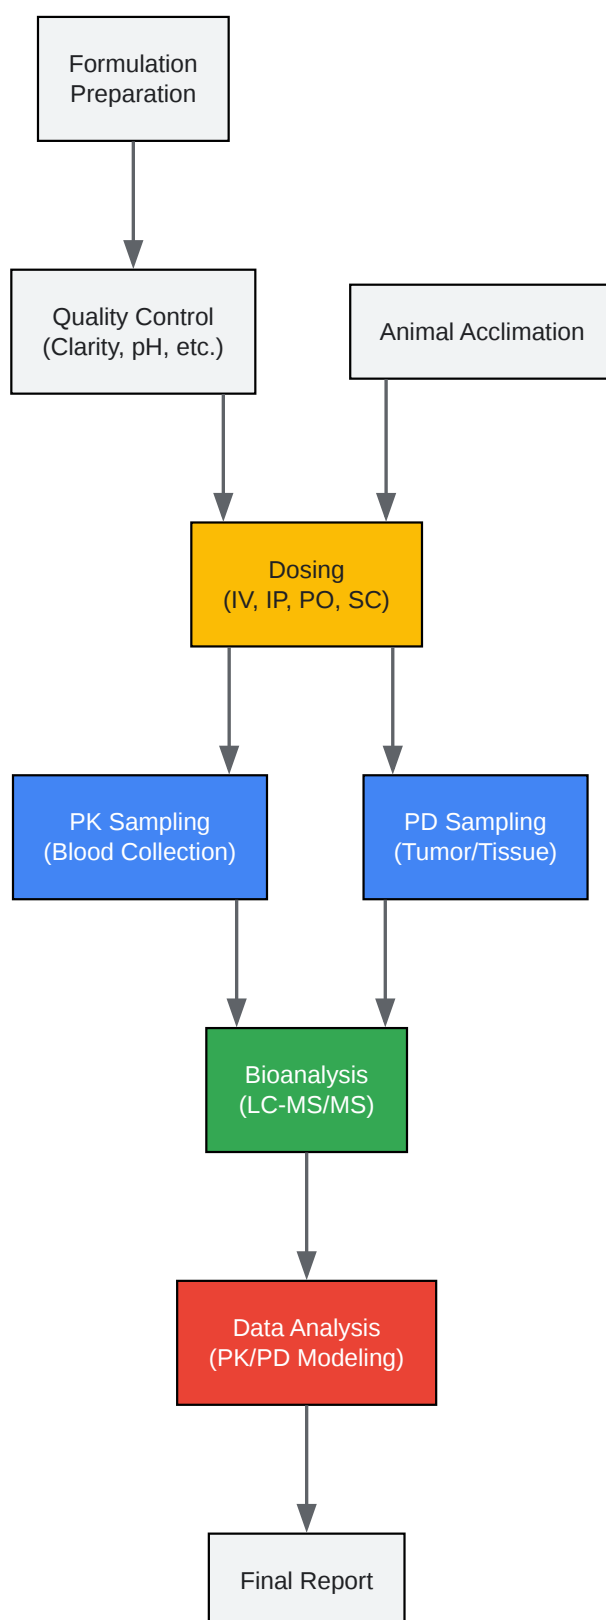 Formulation
Preparation
Quality Control
(Clarity, pH, etc.)
Animal Acclimation
Dosing
(IV, IP, PO, SC)
PK Sampling
(Blood Collection)
PD Sampling
(Tumor/Tissue)
Bioanalysis
(LC-MS/MS)
Data Analysis
(PK/PD Modeling)
Final Report